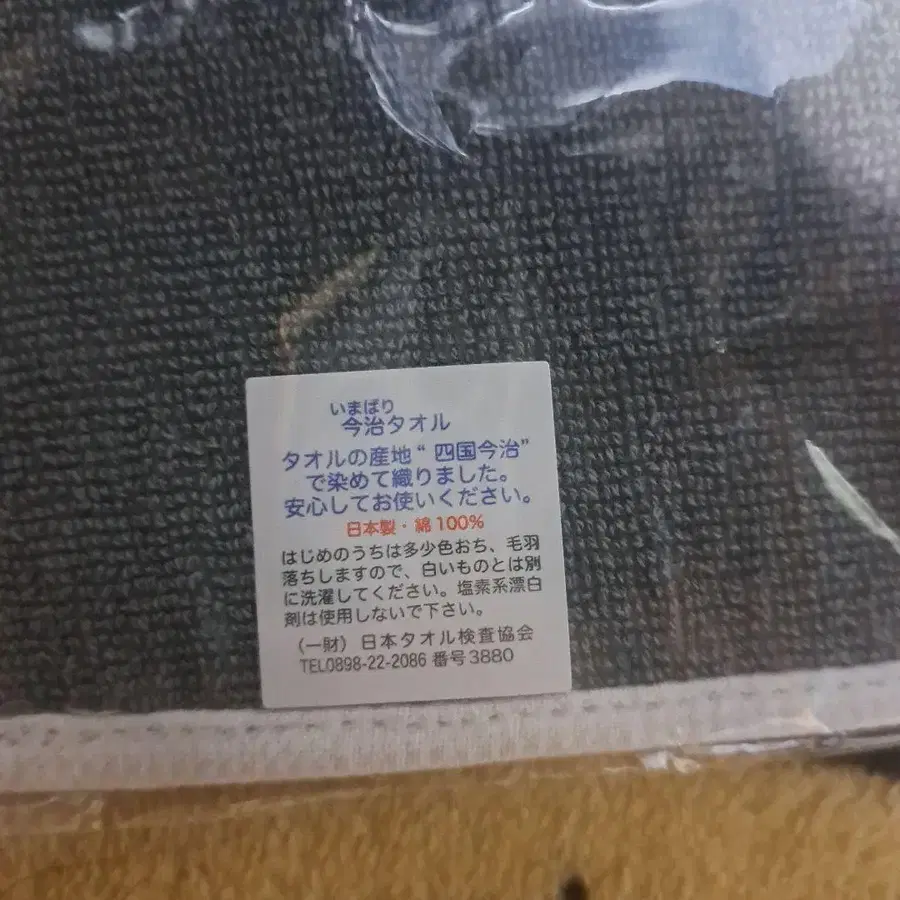 いまばり
今治タオル
タオルの産地“四国今治”
で染めて織りました。
安心してお使いください。
日本製・綿100%
はじめのうちは多少色おち、毛羽
落ちしますので、白いものとは別
に洗濯してください。塩素系漂白
剤は使用しないで下さい。
(一財)日本タオル検査協会
TEL0898-22-2086 番号3880